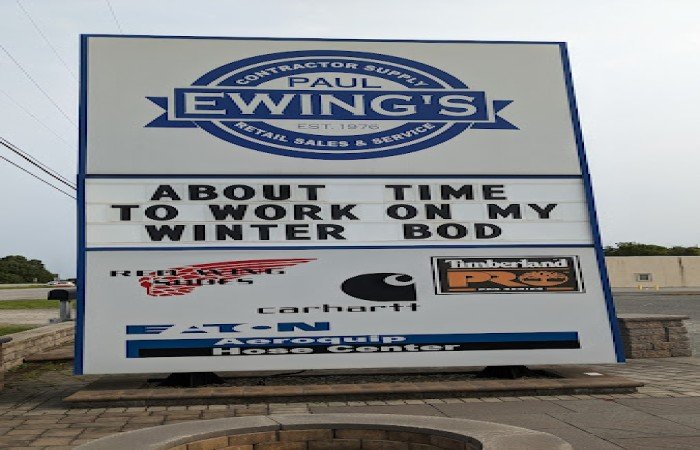 CONTRACTOR SUPPLY
PAUL
EWING'S
EST. 1976
RETAIL SALES & SERVICE
ABOUT TIME
TO WORK ON MY
WINTER BOD
RED WING
SHOES
carhartt
Timberland
PRO
EATON
Aeroquip
Hose Center